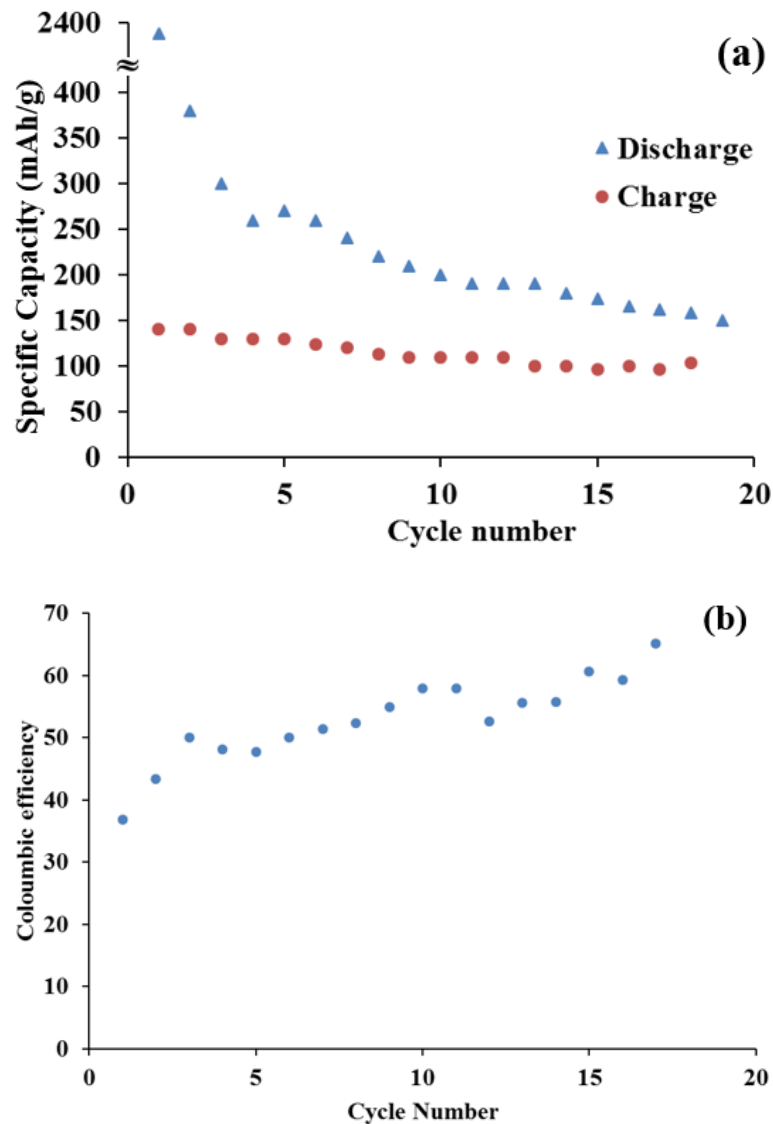 2400
(a)
400
350
300
250
200
150
100
50
0
Specific Capacity (mAh/g)
Discharge
Charge
0 5 10 15 20
Cycle number
(b)
70
60
50
40
30
20
10
0
Coloumbic efficiency
0 5 10 15 20
Cycle Number